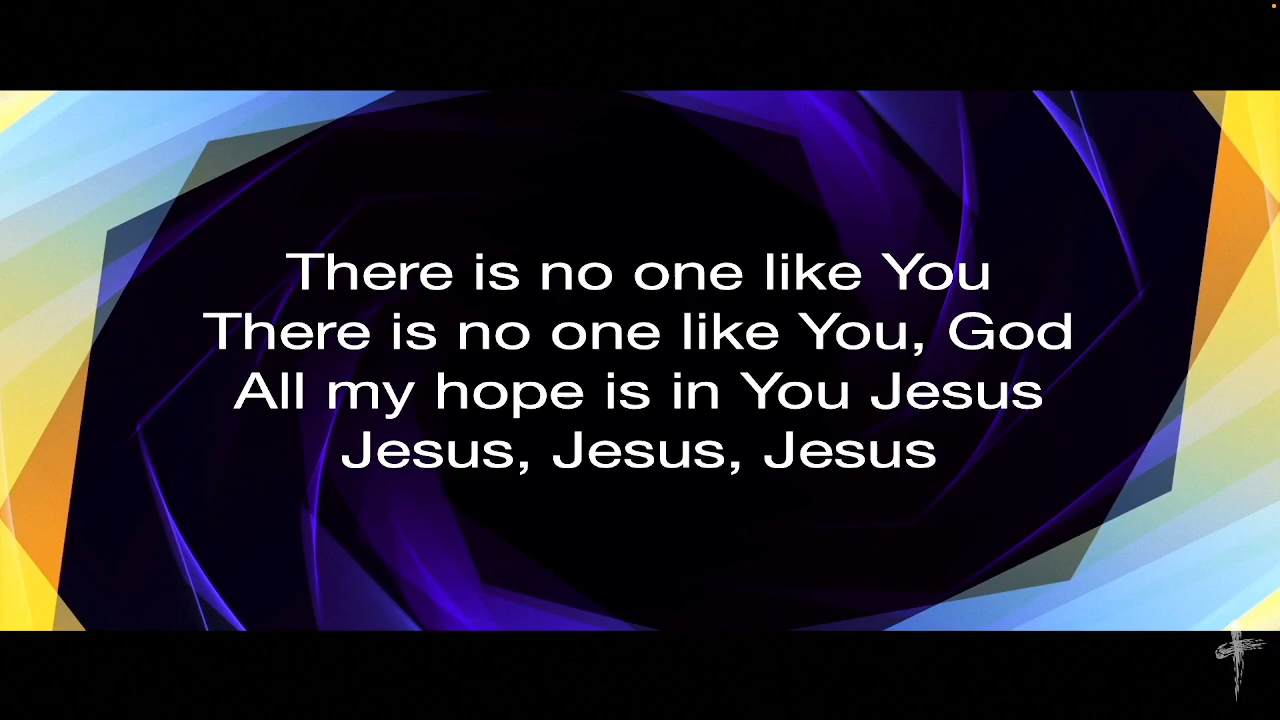 There is no one like You
There is no one like You, God
All my hope is in You Jesus
Jesus, Jesus, Jesus